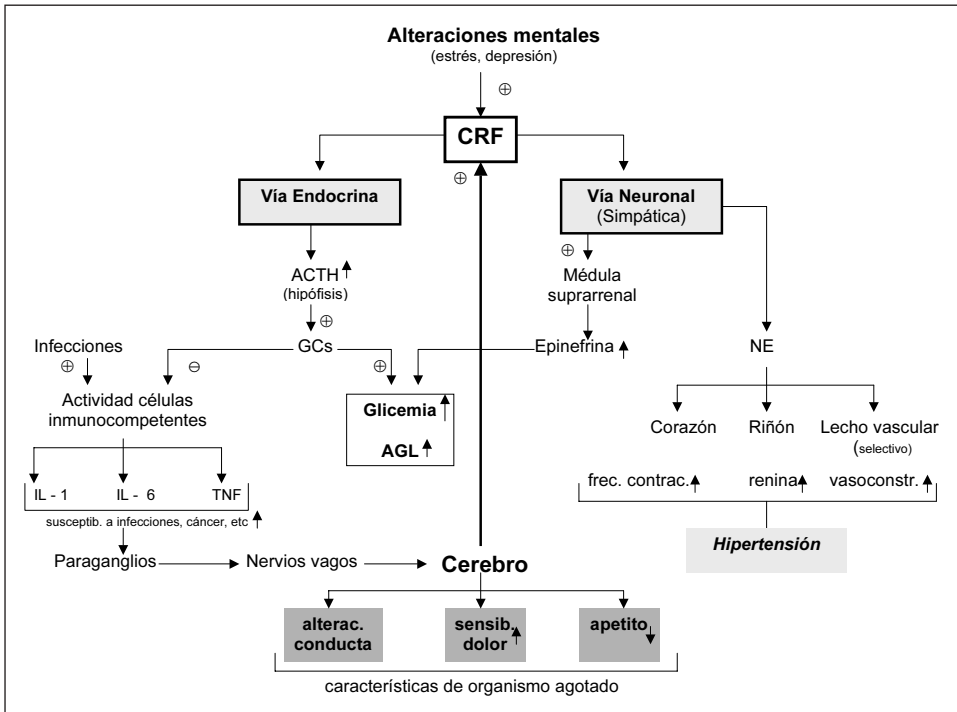 Alteraciones mentales
(estrés, depresión)
⊕
CRF
⊕
Vía Endocrina
Vía Neuronal
(Simpática)
⊕
ACTH
(hipófisis)
Médula
suprarrenal
⊕
Infecciones
GCs
Epinefrina
NE
⊕
⊖
⊕
Actividad células
inmunocompetentes
Glicemia
AGL
Corazón
Riñón
Lecho vascular
(selectivo)
IL - 1
IL - 6
TNF
frec. contrac.
renina
vasoconstr.
susceptib. a infecciones, cáncer, etc
Hipertensión
Paraganglios
Nervios vagos
Cerebro
alterac.
conducta
sensib.
dolor
apetito
características de organismo agotado